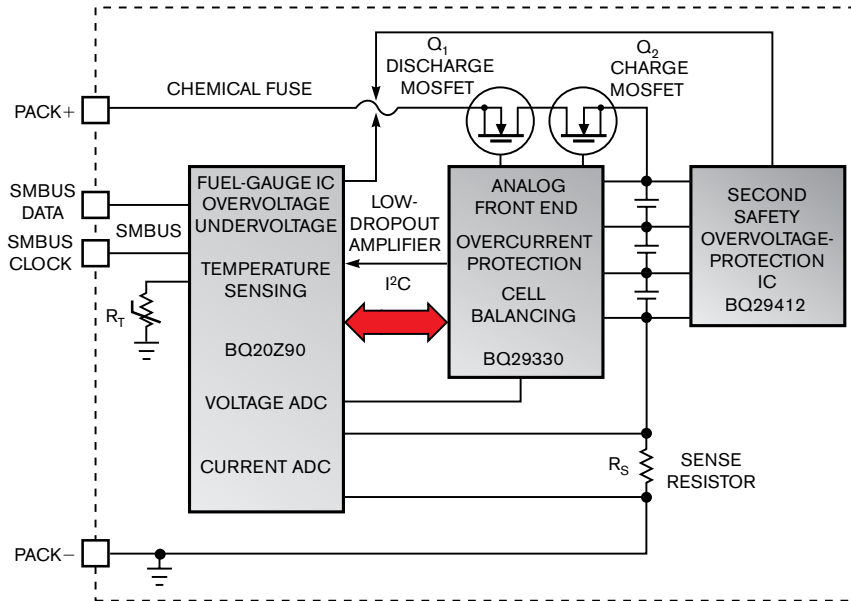 Q1
DISCHARGE
MOSFET
Q2
CHARGE
MOSFET
CHEMICAL FUSE
PACK+
SMBUS
DATA
SMBUS
CLOCK
SMBUS
RT
FUEL-GAUGE IC
OVERVOLTAGE
UNDERVOLTAGE
TEMPERATURE
SENSING
BQ20Z90
VOLTAGE ADC
CURRENT ADC
LOW-
DROPOUT
AMPLIFIER
I²C
ANALOG
FRONT END
OVERCURRENT
PROTECTION
CELL
BALANCING
BQ29330
SECOND
SAFETY
OVERVOLTAGE-
PROTECTION
IC
BQ29412
RS
SENSE
RESISTOR
PACK−